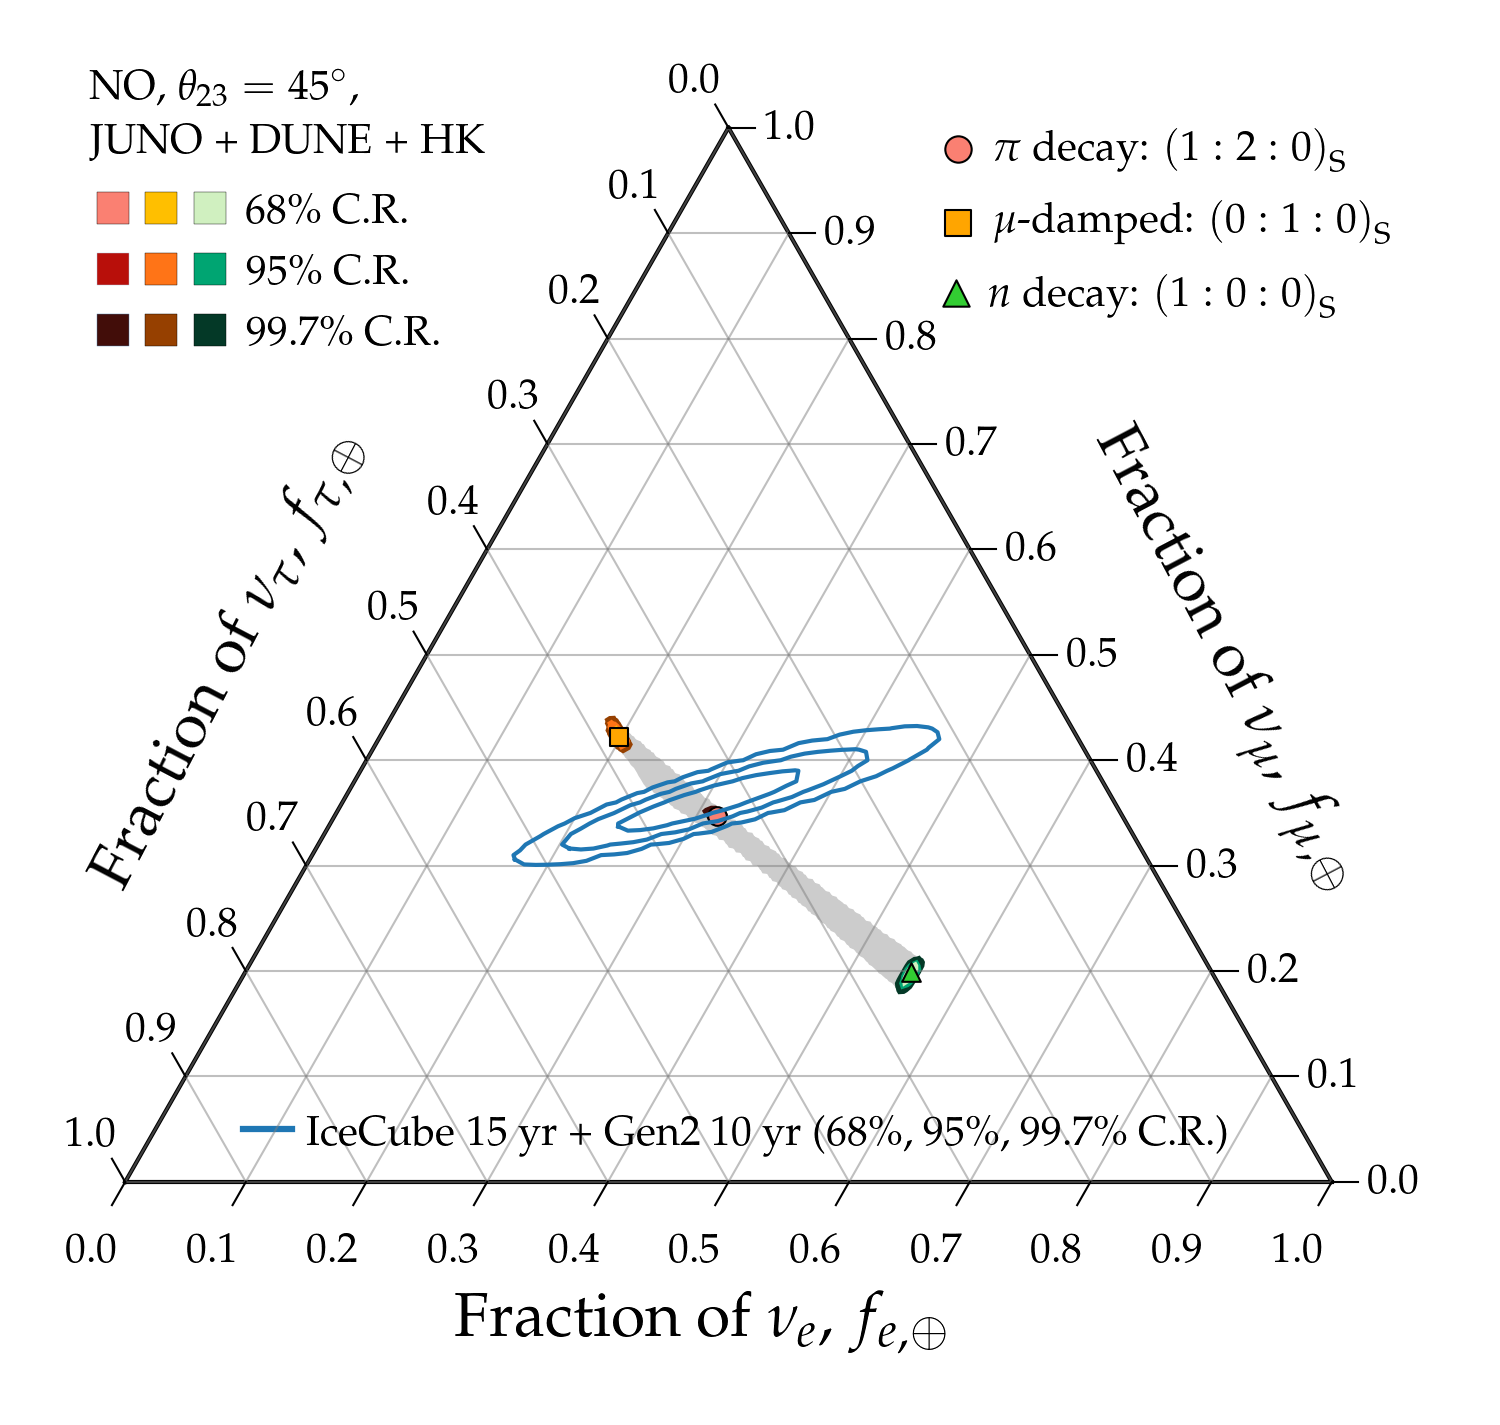 NO, θ₂₃ = 45°,
JUNO + DUNE + HK
68% C.R.
95% C.R.
99.7% C.R.
π decay: (1 : 2 : 0)S
μ-damped: (0 : 1 : 0)S
n decay: (1 : 0 : 0)S
Fraction of ντ, fτ,⊕
0.0
0.1
0.2
0.3
0.4
0.5
0.6
0.7
0.8
0.9
1.0
Fraction of νμ, fμ,⊕
1.0
0.9
0.8
0.7
0.6
0.5
0.4
0.3
0.2
0.1
0.0
IceCube 15 yr + Gen2 10 yr (68%, 95%, 99.7% C.R.)
0.0 0.1 0.2 0.3 0.4 0.5 0.6 0.7 0.8 0.9 1.0
Fraction of νe, fe,⊕